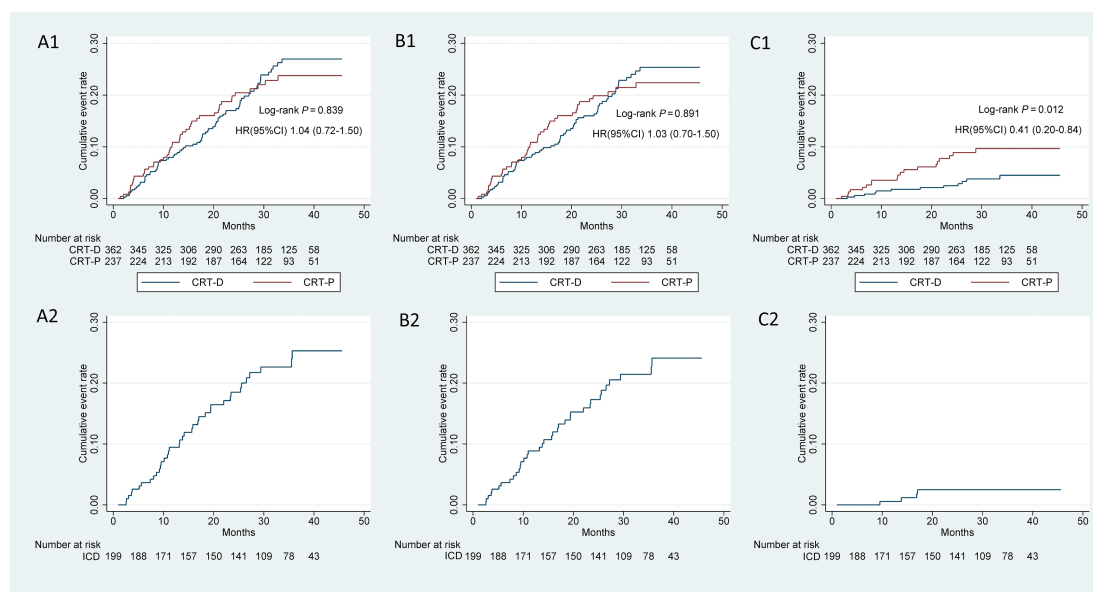 A1
0.30
0.20
0.10
0.00
Cumulative event rate
Log-rank P = 0.839
HR(95%CI) 1.04 (0.72-1.50)
0 10 20 30 40 50
Months
Number at risk
CRT-D 362 345 325 306 290 263 185 125 58
CRT-P 237 224 213 192 187 164 122 93 51
CRT-D CRT-P
B1
0.30
0.20
0.10
0.00
Cumulative event rate
Log-rank P = 0.891
HR(95%CI) 1.03 (0.70-1.50)
0 10 20 30 40 50
Months
Number at risk
CRT-D 362 345 325 306 290 263 185 125 58
CRT-P 237 224 213 192 187 164 122 93 51
CRT-D CRT-P
C1
0.30
0.20
0.10
0.00
Cumulative event rate
Log-rank P = 0.012
HR(95%CI) 0.41 (0.20-0.84)
0 10 20 30 40 50
Months
Number at risk
CRT-D 362 345 325 306 290 263 185 125 58
CRT-P 237 224 213 192 187 164 122 93 51
CRT-D CRT-P
A2
0.30
0.20
0.10
0.00
Cumulative event rate
0 10 20 30 40 50
Months
Number at risk
ICD 199 188 171 157 150 141 109 78 43
B2
0.30
0.20
0.10
0.00
Cumulative event rate
0 10 20 30 40 50
Months
Number at risk
ICD 199 188 171 157 150 141 109 78 43
C2
0.30
0.20
0.10
0.00
Cumulative event rate
0 10 20 30 40 50
Months
Number at risk
ICD 199 188 171 157 150 141 109 78 43